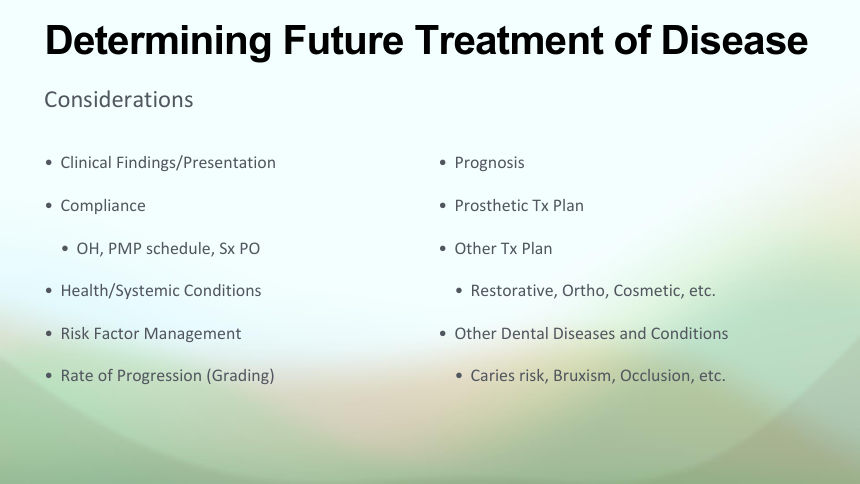 Determining Future Treatment of Disease
Considerations
• Clinical Findings/Presentation
• Compliance
• OH, PMP schedule, Sx PO
• Health/Systemic Conditions
• Risk Factor Management
• Rate of Progression (Grading)
• Prognosis
• Prosthetic Tx Plan
• Other Tx Plan
• Restorative, Ortho, Cosmetic, etc.
• Other Dental Diseases and Conditions
• Caries risk, Bruxism, Occlusion, etc.